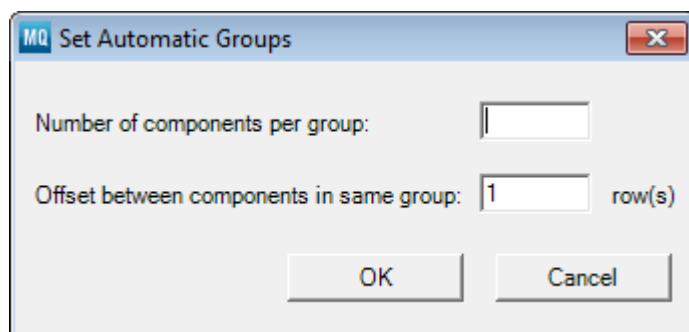 MQ Set Automatic Groups
Number of components per group:
Offset between components in same group: 1 row(s)
OK Cancel